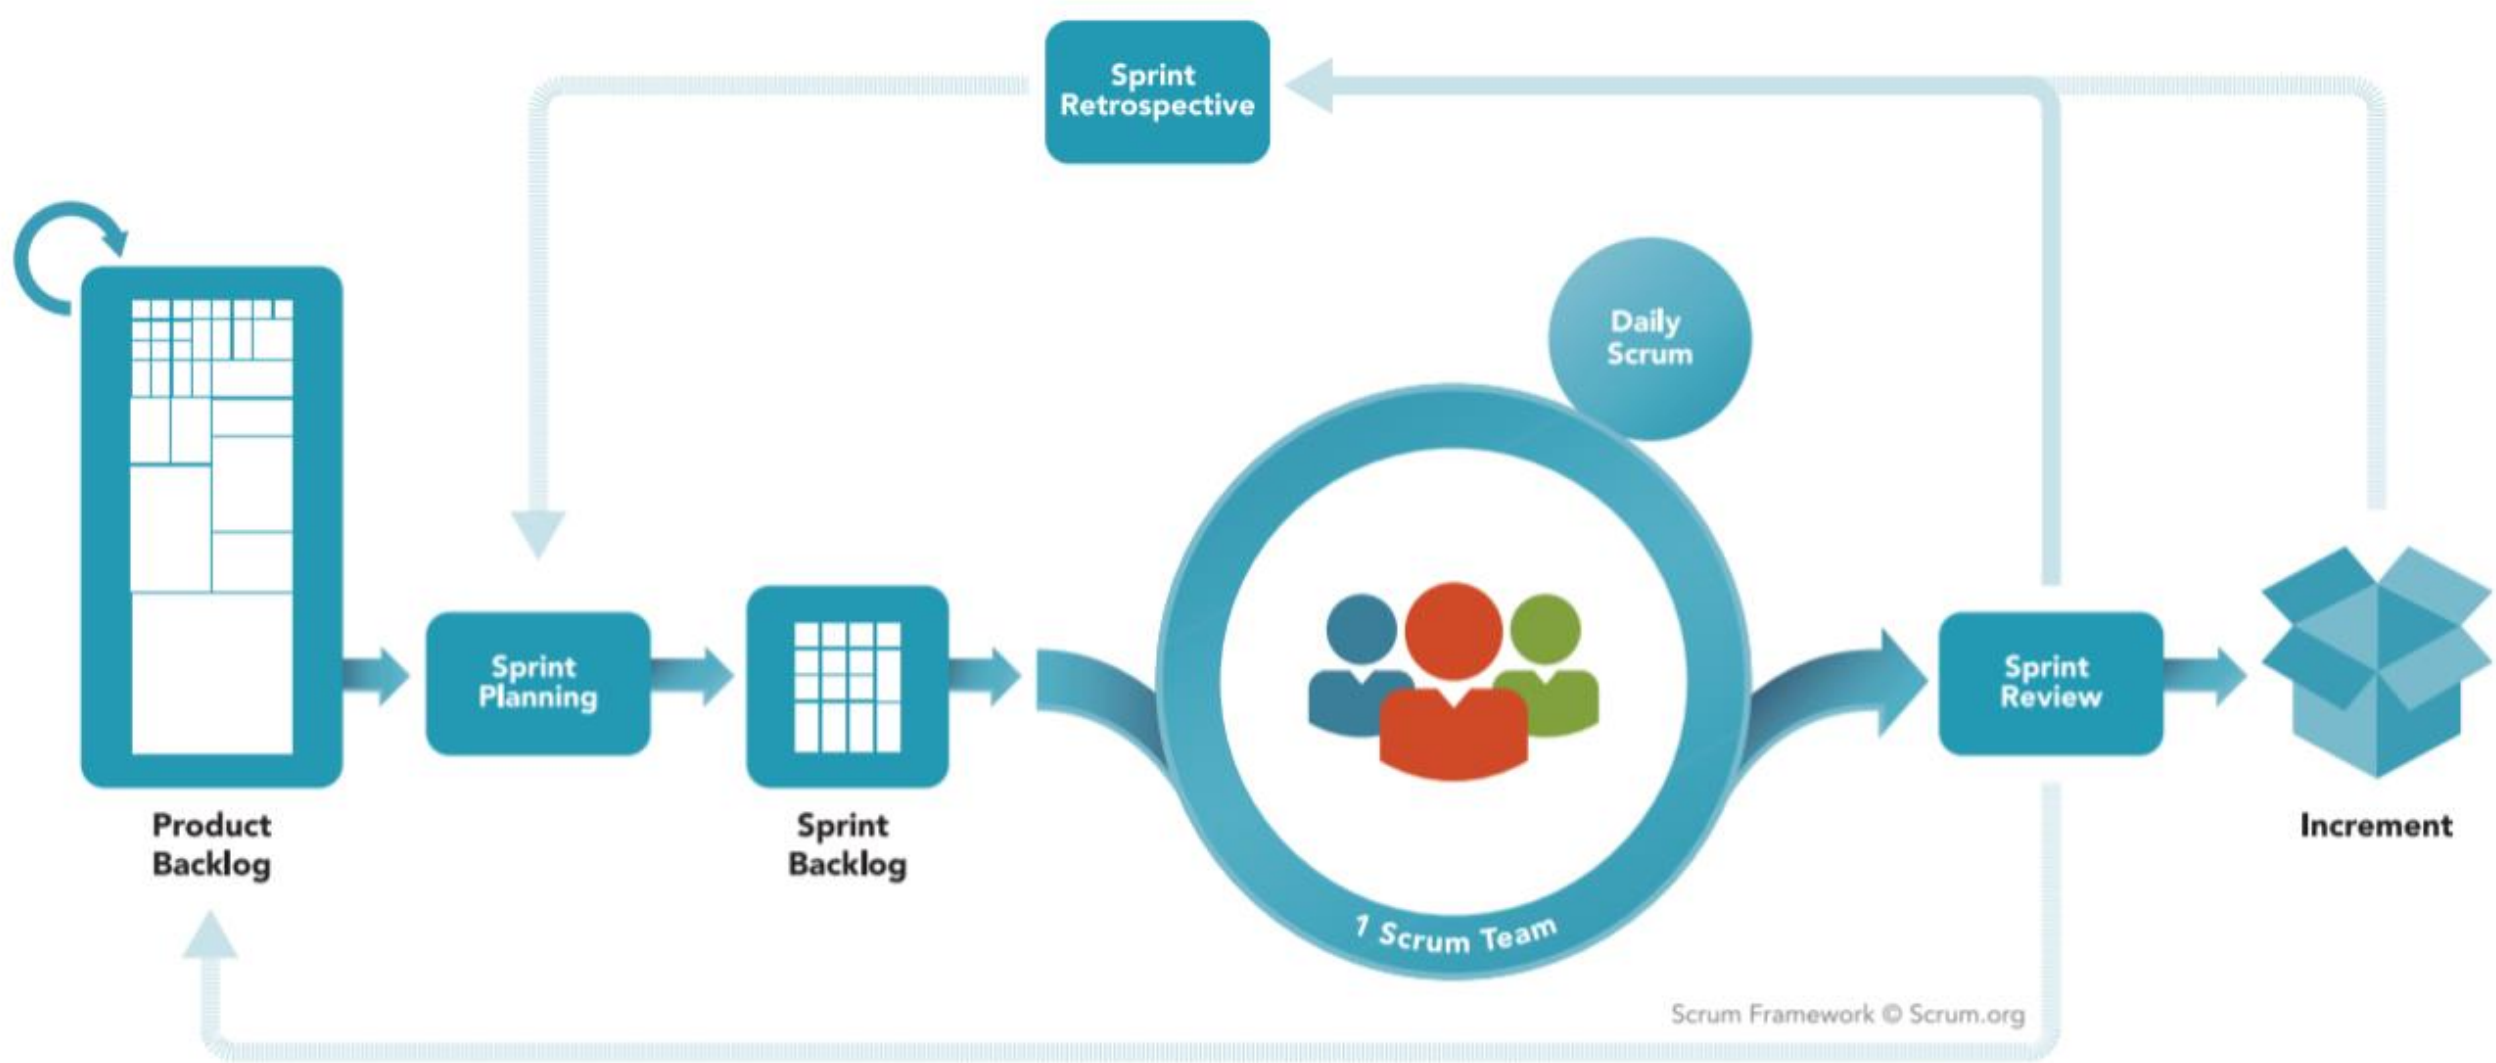 Sprint
Retrospective
Daily
Scrum
Sprint
Planning
Sprint
Review
Product
Backlog
Sprint
Backlog
Increment
1 Scrum Team
Scrum Framework © Scrum.org